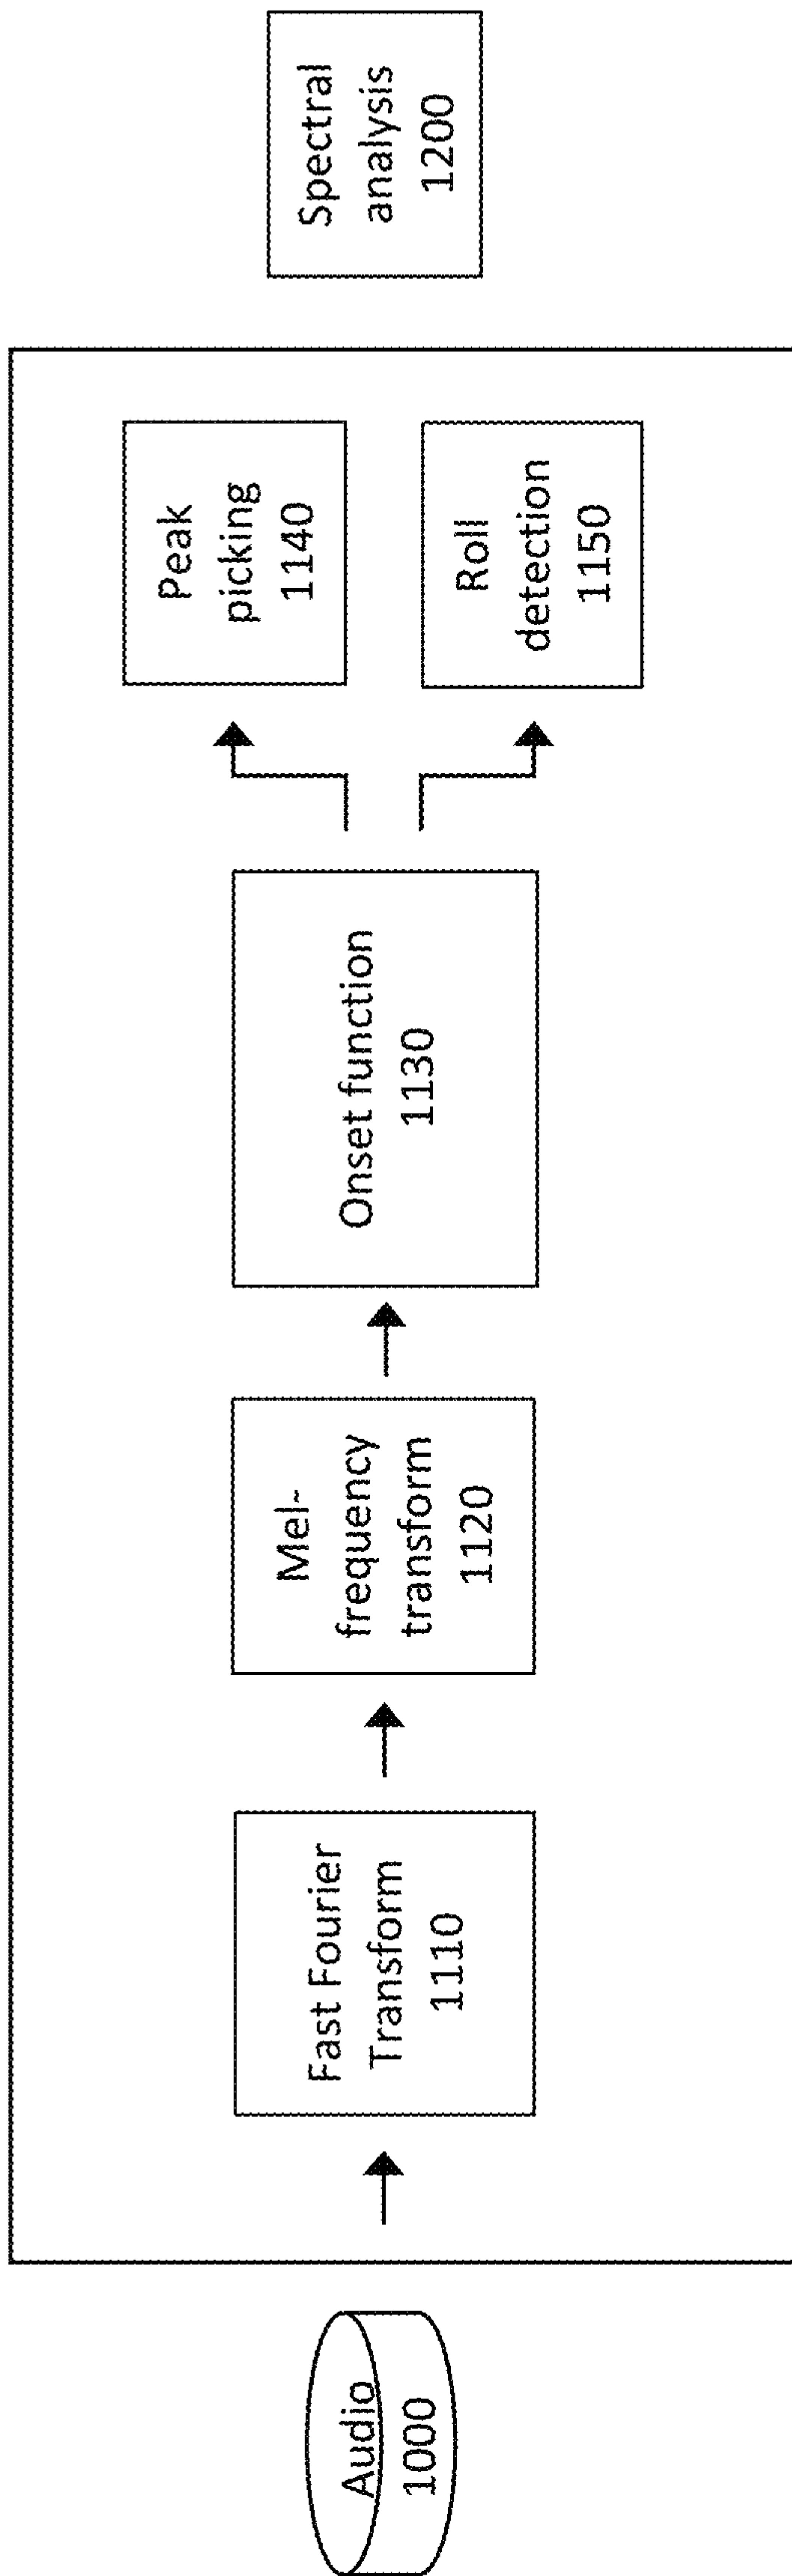 Audio
1000
Fast Fourier
Transform
1110
Mel-
frequency
transform
1120
Onset function
1130
Peak
picking
1140
Roll
detection
1150
Spectral
analysis
1200